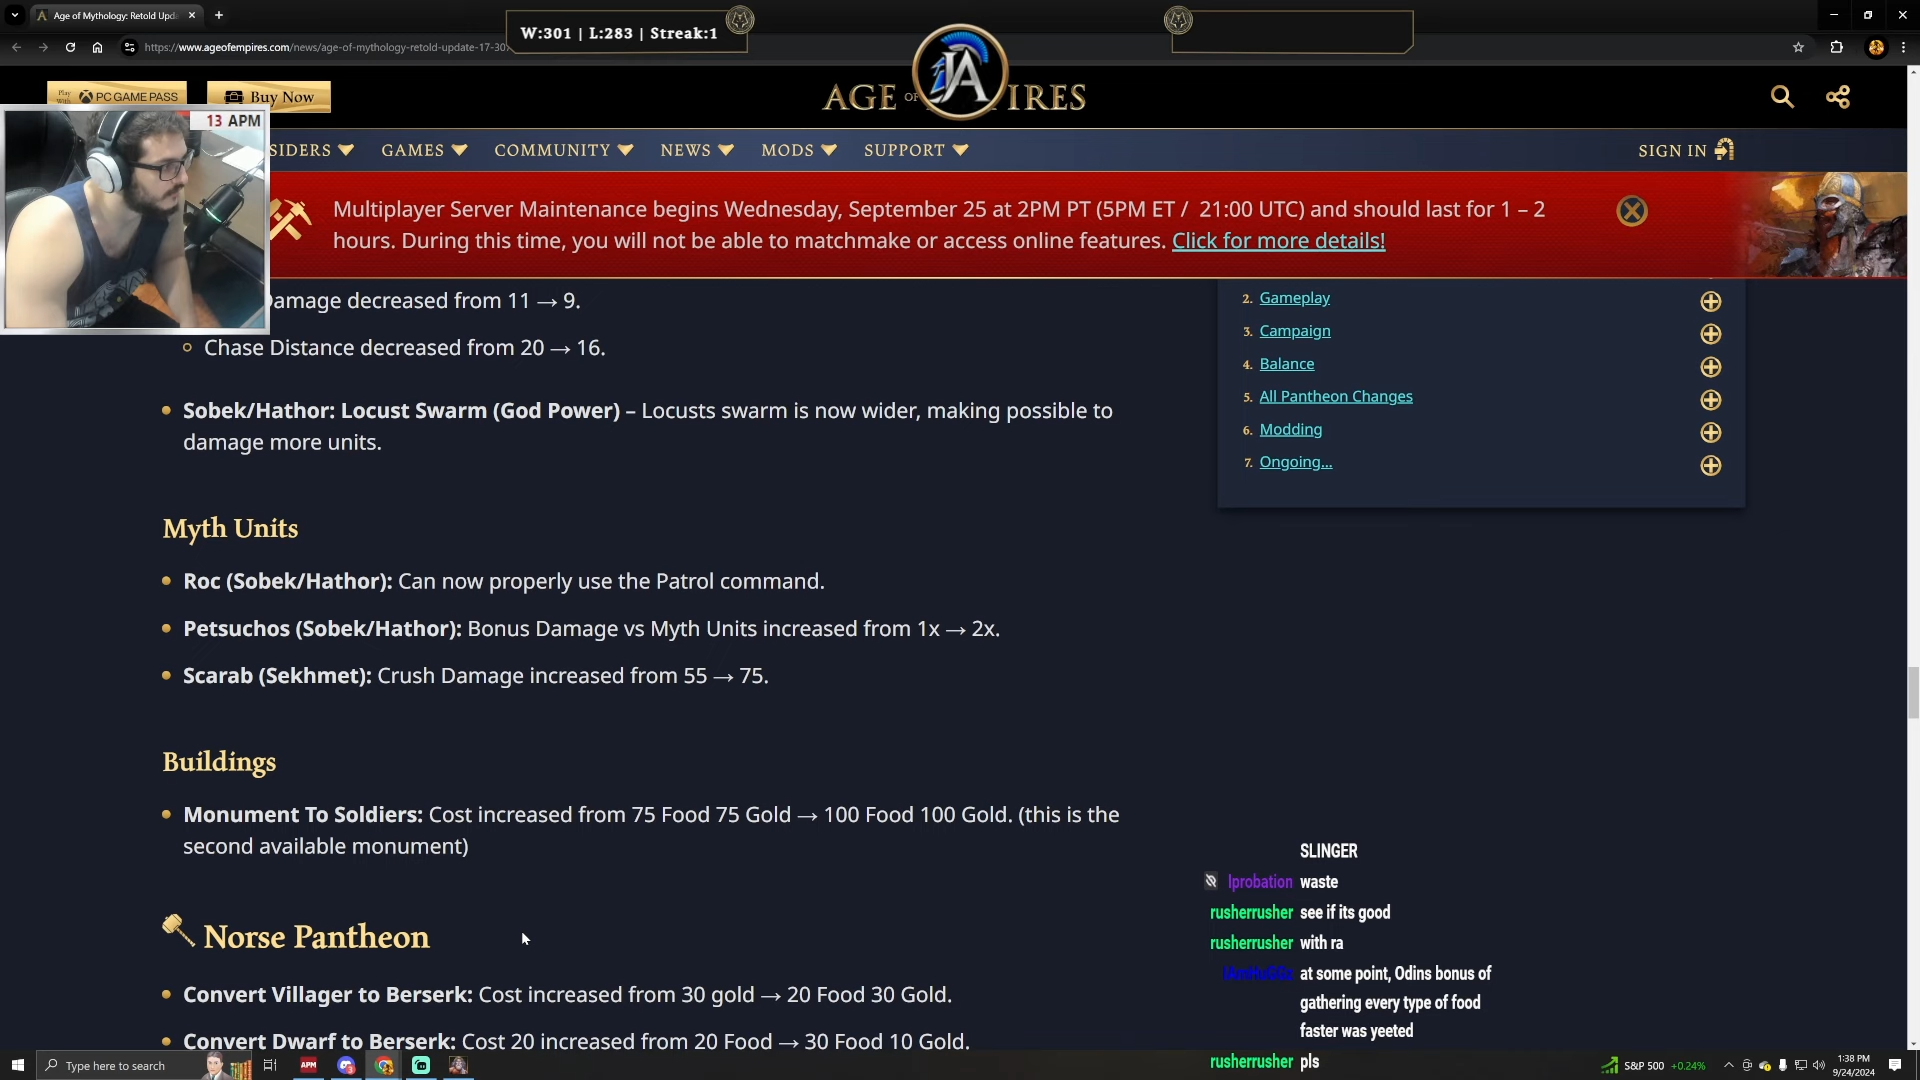 Age of Mythology: Retold Upd
https://www.ageofempires.com/news/age-of-mythology-retold-update-17-30
W:301 | L:283 | Streak:1
Play With
PC GAME PASS
Buy Now
AGE OF
IRES
13 APM
SIDERS
GAMES
COMMUNITY
NEWS
MODS
SUPPORT
SIGN IN
Multiplayer Server Maintenance begins Wednesday, September 25 at 2PM PT (5PM ET / 21:00 UTC) and should last for 1 – 2
hours. During this time, you will not be able to matchmake or access online features. Click for more details!
Damage decreased from 11 → 9.
Chase Distance decreased from 20 → 16.
Sobek/Hathor: Locust Swarm (God Power) – Locusts swarm is now wider, making possible to
damage more units.
Myth Units
Roc (Sobek/Hathor): Can now properly use the Patrol command.
Petsuchos (Sobek/Hathor): Bonus Damage vs Myth Units increased from 1x → 2x.
Scarab (Sekhmet): Crush Damage increased from 55 → 75.
Buildings
Monument To Soldiers: Cost increased from 75 Food 75 Gold → 100 Food 100 Gold. (this is the
second available monument)
Norse Pantheon
Convert Villager to Berserk: Cost increased from 30 gold → 20 Food 30 Gold.
Convert Dwarf to Berserk: Cost 20 increased from 20 Food → 30 Food 10 Gold.
2. Gameplay
3. Campaign
4. Balance
5. All Pantheon Changes
6. Modding
7. Ongoing...
SLINGER
lprobation waste
rusherrusher see if its good
rusherrusher with ra
at some point, Odins bonus of
gathering every type of food
faster was yeeted
rusherrusher pls
Type here to search
APM
S&P 500 +0.24%
1:38 PM
9/24/2024